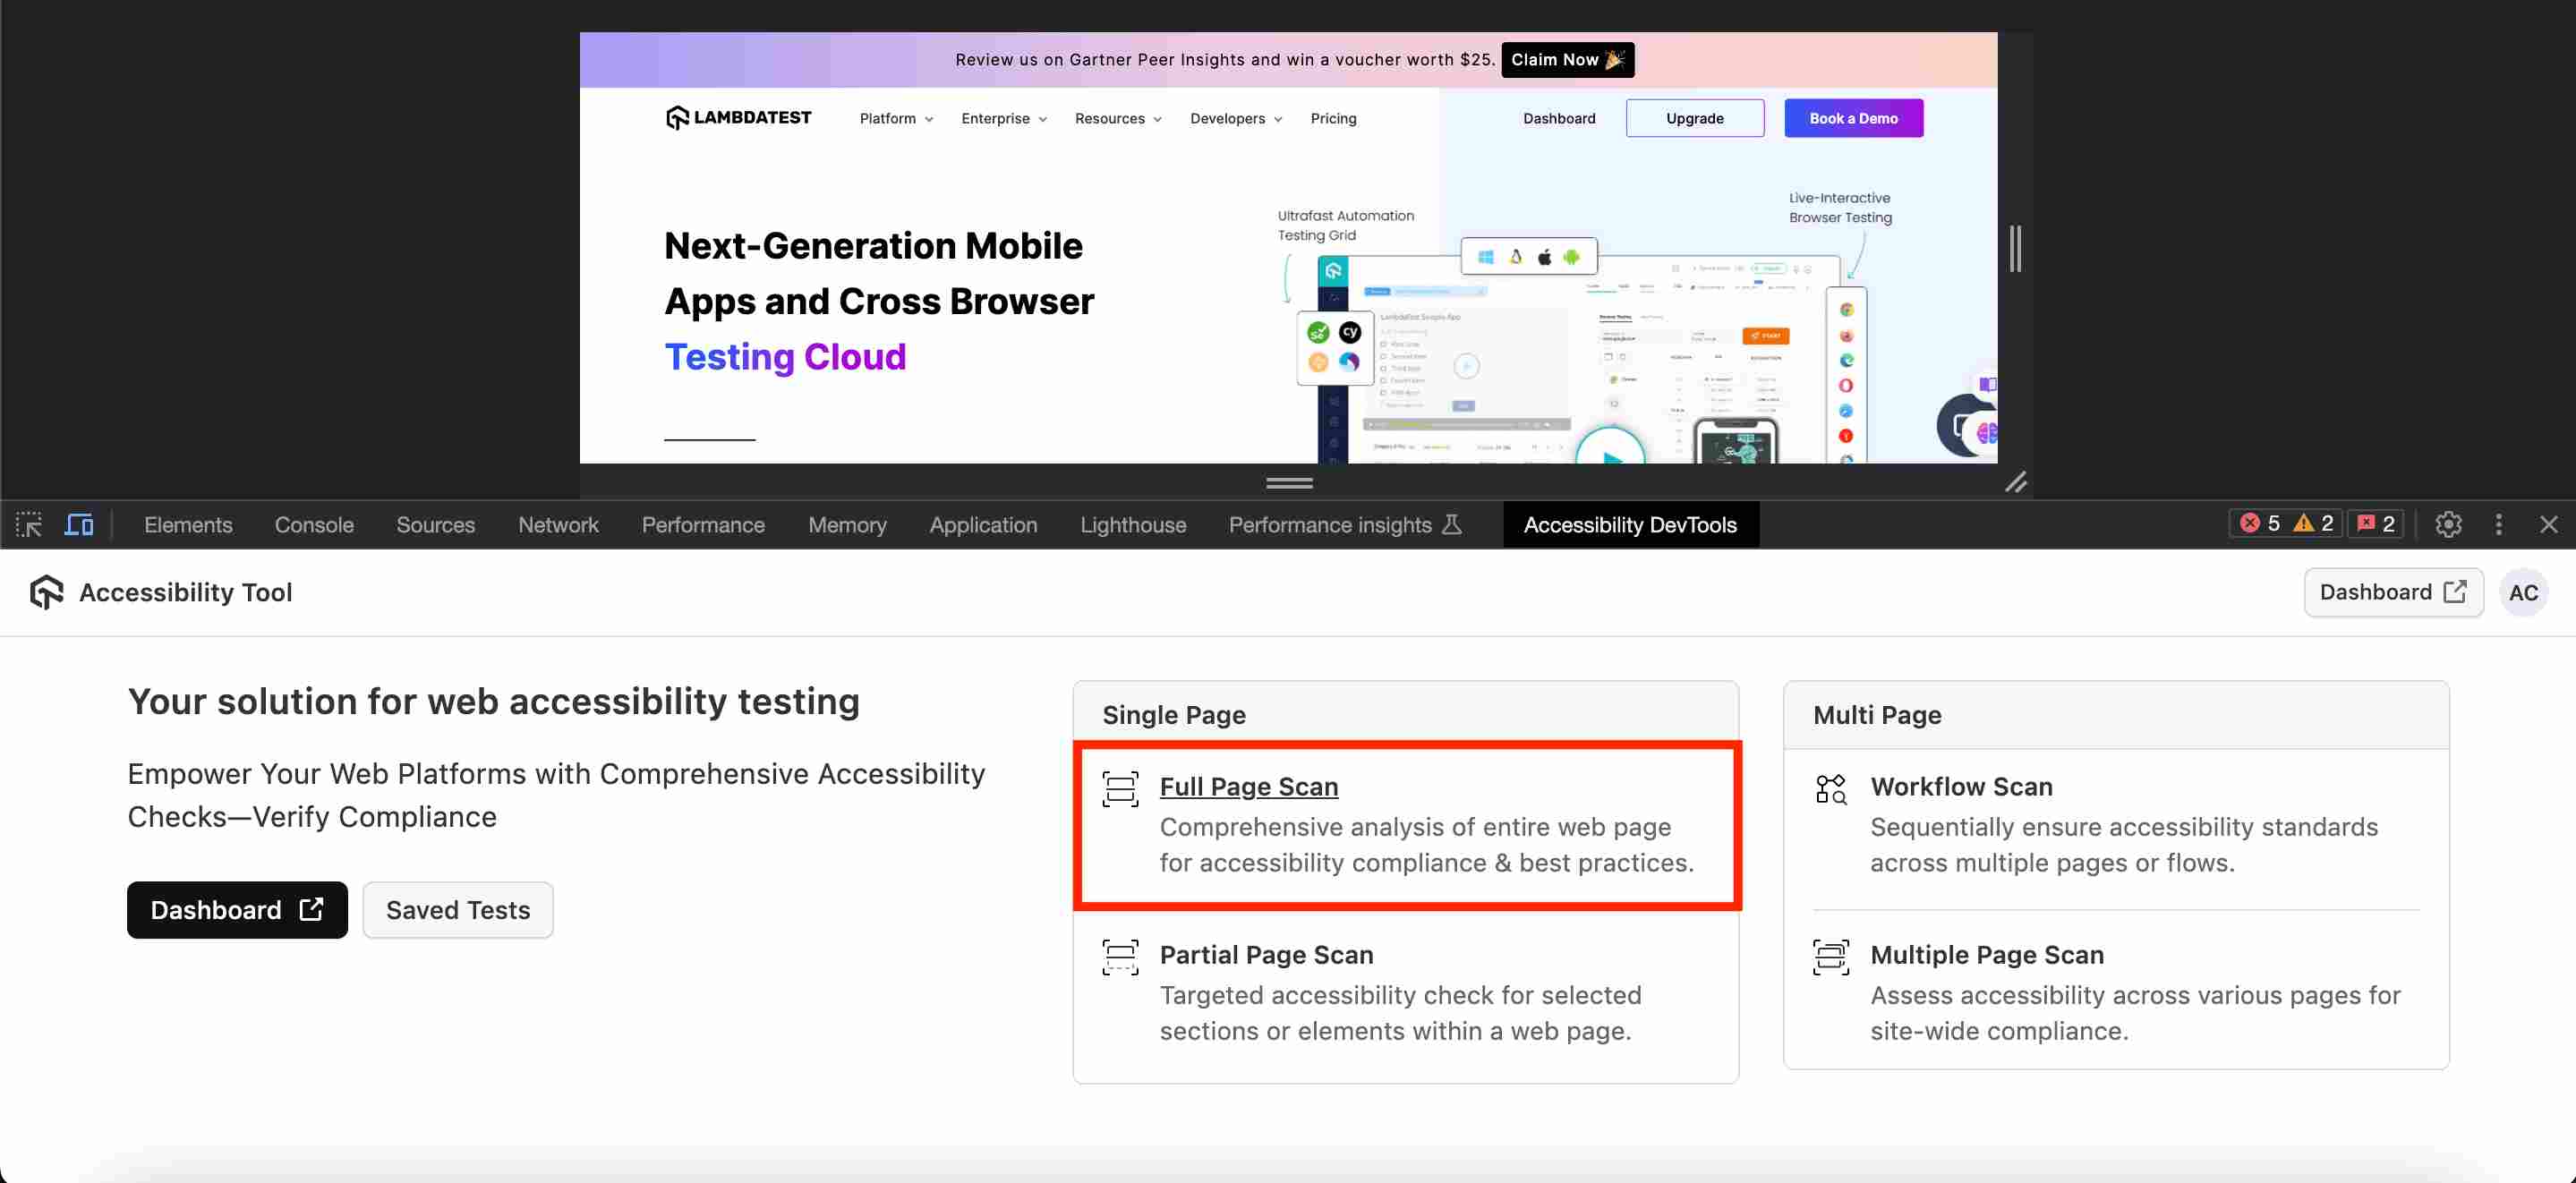 Review us on Gartner Peer Insights and win a voucher worth $25. Claim Now 🎉
LAMBDATEST Platform Enterprise Resources Developers Pricing Dashboard Upgrade Book a Demo
Next-Generation Mobile
Apps and Cross Browser
Testing Cloud
Ultrafast Automation
Testing Grid
Live-Interactive
Browser Testing
cy
START
Elements Console Sources Network Performance Memory Application Lighthouse Performance insights Accessibility DevTools 5 2 2
Accessibility Tool Dashboard AC
Your solution for web accessibility testing
Empower Your Web Platforms with Comprehensive Accessibility
Checks—Verify Compliance
Dashboard Saved Tests
Single Page
Full Page Scan
Comprehensive analysis of entire web page
for accessibility compliance & best practices.
Partial Page Scan
Targeted accessibility check for selected
sections or elements within a web page.
Multi Page
Workflow Scan
Sequentially ensure accessibility standards
across multiple pages or flows.
Multiple Page Scan
Assess accessibility across various pages for
site-wide compliance.